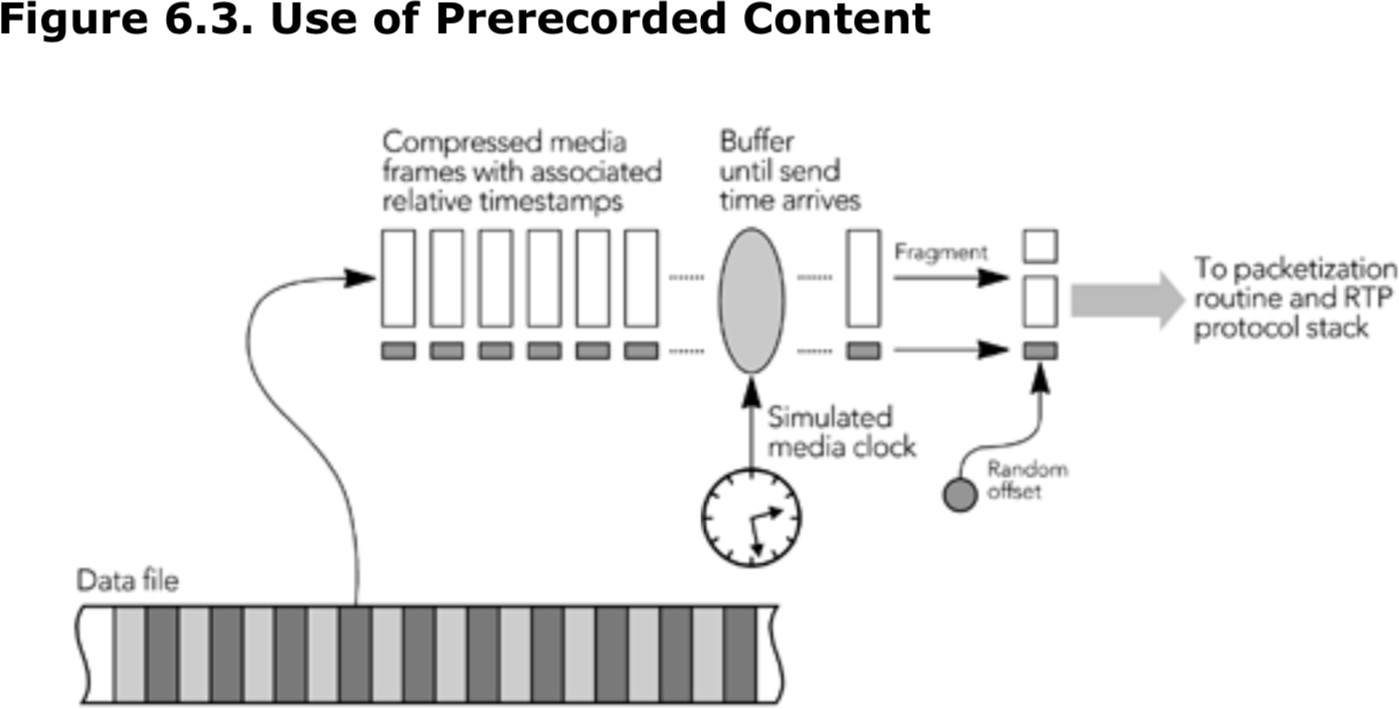 Figure 6.3. Use of Prerecorded Content
Compressed media
frames with associated
relative timestamps
Buffer
until send
time arrives
Fragment
To packetization
routine and RTP
protocol stack
Simulated
media clock
Random
offset
Data file